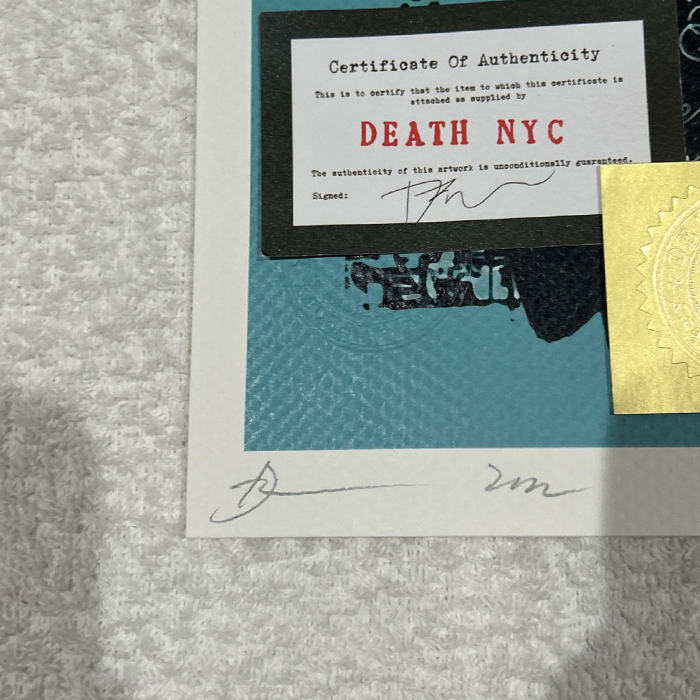 Certificate Of Authenticity
This is to certify that the item to which this certificate is
attached as supplied by
DEATH NYC
The authenticity of this artwork is unconditionally guaranteed.
Signed: